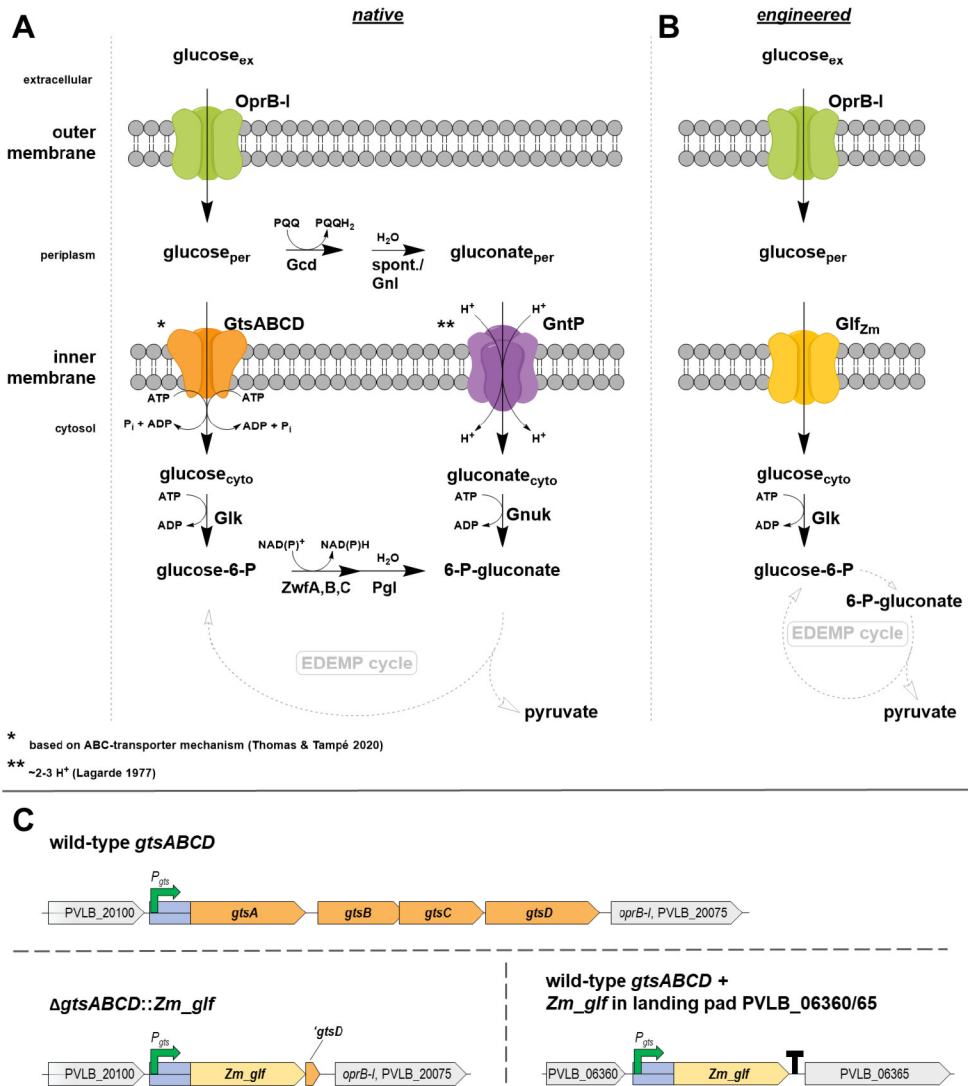 A
native
glucose_ex
extracellular
OprB-I
outer
membrane
PQQ PQQH₂
H₂O
periplasm
glucose_per
Gcd
spont./
Gnl
gluconate_per
H⁺ H⁺
*
GtsABCD
**
GntP
inner
membrane
ATP ATP
cytosol
Pᵢ + ADP ADP + Pᵢ
H⁺ H⁺
glucose_cyto
gluconate_cyto
ATP
Glk
ADP
ATP
Gnuk
ADP
NAD(P)⁺ NAD(P)H
H₂O
glucose-6-P
ZwfA,B,C Pgl
6-P-gluconate
EDEMP cycle
pyruvate
* based on ABC-transporter mechanism (Thomas & Tampé 2020)
** ~2-3 H⁺ (Lagarde 1977)
B
engineered
glucose_ex
OprB-I
glucose_per
Glf_Zm
glucose_cyto
ATP
ADP
Glk
glucose-6-P
6-P-gluconate
EDEMP cycle
pyruvate
C
wild-type gtsABCD
P_gts
PVLB_20100 gtsA gtsB gtsC gtsD oprB-I, PVLB_20075
ΔgtsABCD::Zm_glf
'gtsD
P_gts
PVLB_20100 Zm_glf oprB-I, PVLB_20075
wild-type gtsABCD +
Zm_glf in landing pad PVLB_06360/65
P_gts
PVLB_06360 Zm_glf PVLB_06365